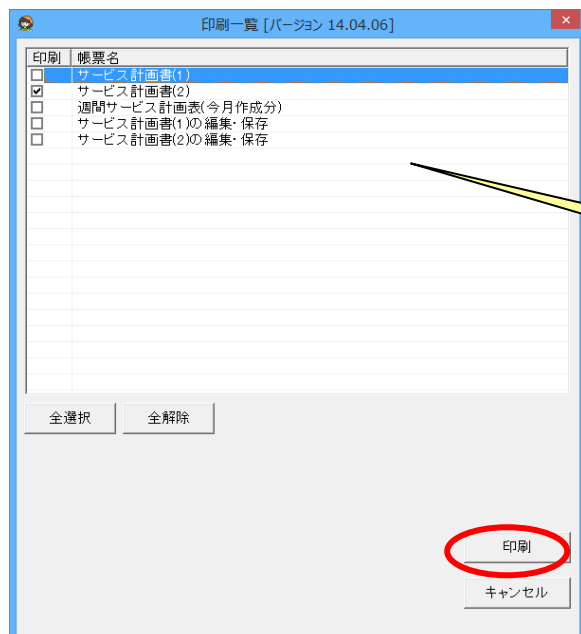 印刷一覧 [バージョン 14.04.06]
印刷 帳票名
サービス計画書(1)
サービス計画書(2)
週間サービス計画表(今月作成分)
サービス計画書(1)の編集・保存
サービス計画書(2)の編集・保存
全選択 全解除
印刷
キャンセル